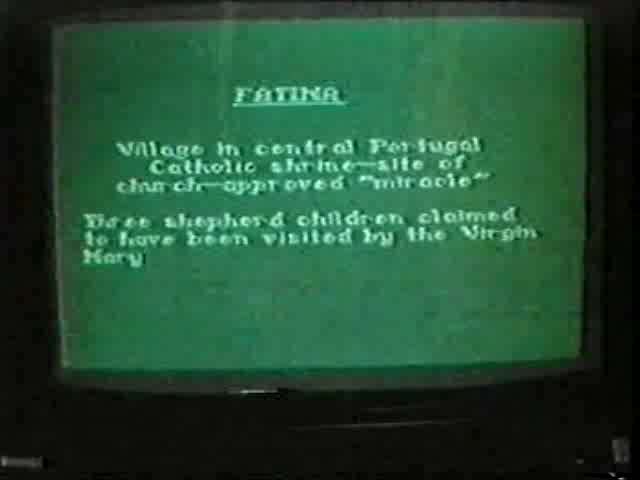 FATIMA
Village in central Portugal
Catholic shrine—site of
church-approved "miracle"
Three shepherd children claimed
to have been visited by the Virgin
Mary